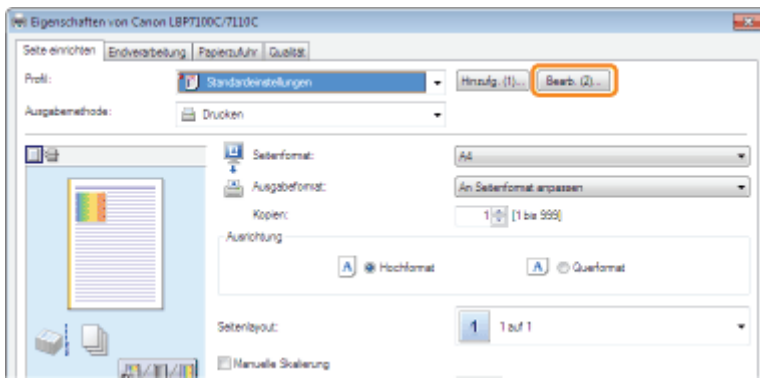 Eigenschaften von Canon LBP7100C/7110C
Seite einrichten Endverarbeitung Papierzufuhr Qualität
Profil: Standardeinstellungen Hinzufg. (1)... Bearb. (2)...
Ausgabemethode: Drucken
Seitenformat: A4
Ausgabeformat: An Seitenformat anpassen
Kopien: 1 [1 bis 999]
Ausrichtung
A Hochformat A Querformat
Seitenlayout: 1 1 auf 1
Manuelle Skalierung